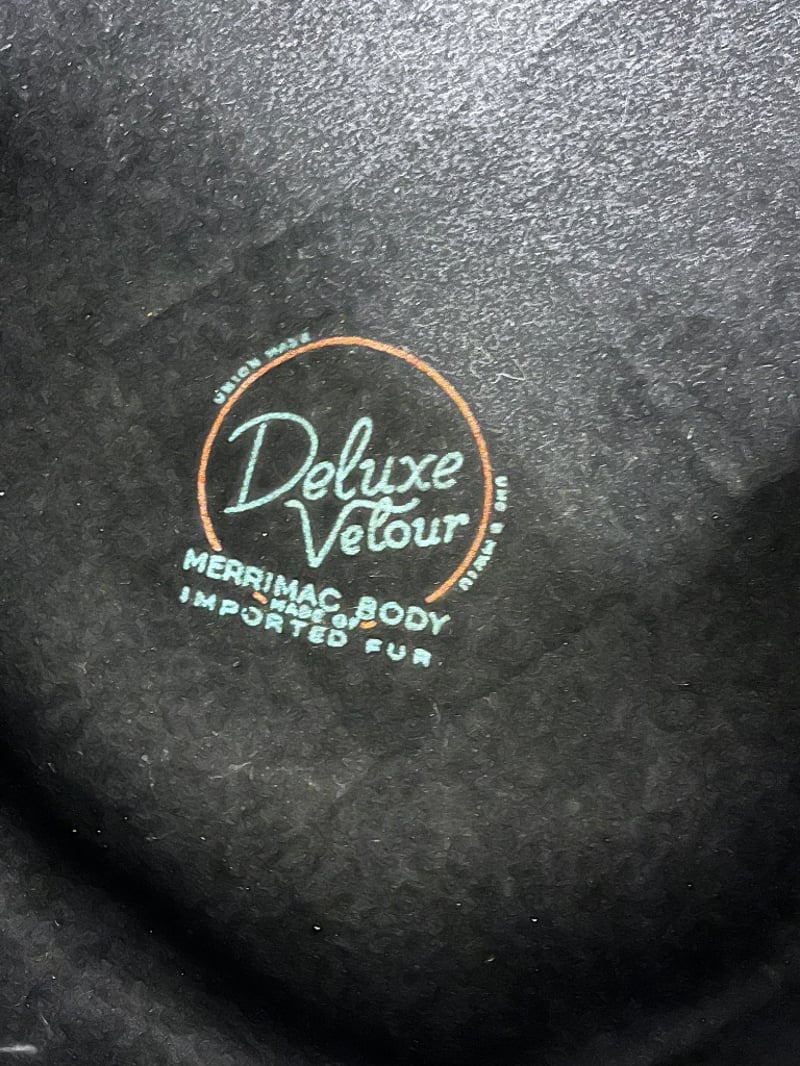 UNION MADE
Deluxe
Velour
MERRIMAC BODY
MADE OF
IMPORTED FUR